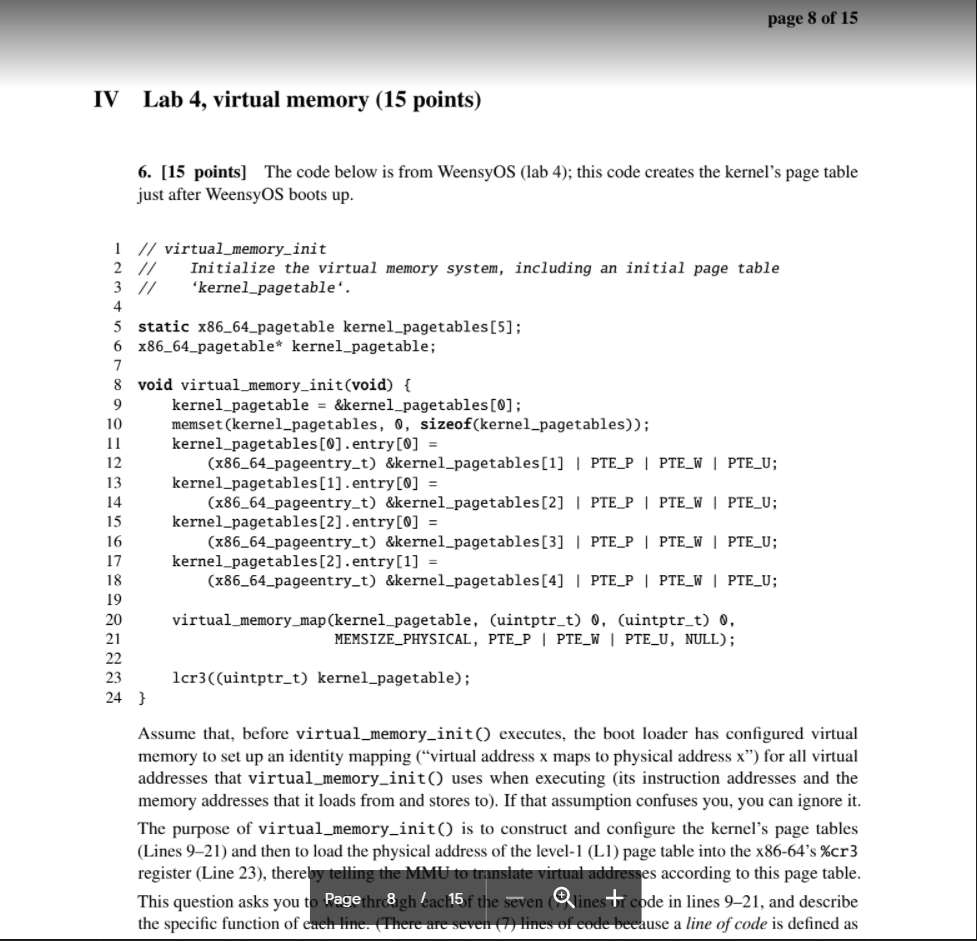 page 8 of 15
IV Lab 4, virtual memory (15 points)
6. [15 points] The code below is from WeensyOS (lab 4); this code creates the kernel's page table
just after WeensyOS boots up.
1 // virtual_memory_init
2 // Initialize the virtual memory system, including an initial page table
3 // ‘kernel_pagetable‘.
4
5 static x86_64_pagetable kernel_pagetables[5];
6 x86_64_pagetable* kernel_pagetable;
7
8 void virtual_memory_init(void) {
9 kernel_pagetable = &kernel_pagetables[0];
10 memset(kernel_pagetables, 0, sizeof(kernel_pagetables));
11 kernel_pagetables[0].entry[0] =
12 (x86_64_pageentry_t) &kernel_pagetables[1] | PTE_P | PTE_W | PTE_U;
13 kernel_pagetables[1].entry[0] =
14 (x86_64_pageentry_t) &kernel_pagetables[2] | PTE_P | PTE_W | PTE_U;
15 kernel_pagetables[2].entry[0] =
16 (x86_64_pageentry_t) &kernel_pagetables[3] | PTE_P | PTE_W | PTE_U;
17 kernel_pagetables[2].entry[1] =
18 (x86_64_pageentry_t) &kernel_pagetables[4] | PTE_P | PTE_W | PTE_U;
19
20 virtual_memory_map(kernel_pagetable, (uintptr_t) 0, (uintptr_t) 0,
21 MEMSIZE_PHYSICAL, PTE_P | PTE_W | PTE_U, NULL);
22
23 lcr3((uintptr_t) kernel_pagetable);
24 }
Assume that, before virtual_memory_init() executes, the boot loader has configured virtual
memory to set up an identity mapping (“virtual address x maps to physical address x”) for all virtual
addresses that virtual_memory_init() uses when executing (its instruction addresses and the
memory addresses that it loads from and stores to). If that assumption confuses you, you can ignore it.
The purpose of virtual_memory_init() is to construct and configure the kernel's page tables
(Lines 9–21) and then to load the physical address of the level-1 (L1) page table into the x86-64's %cr3
register (Line 23), thereby telling the MMU to translate virtual addresses according to this page table.
This question asks you to through each of the seven lines of code in lines 9–21, and describe
the specific function of each line. (There are seven (7) lines of code because a line of code is defined as
Page 8 / 15